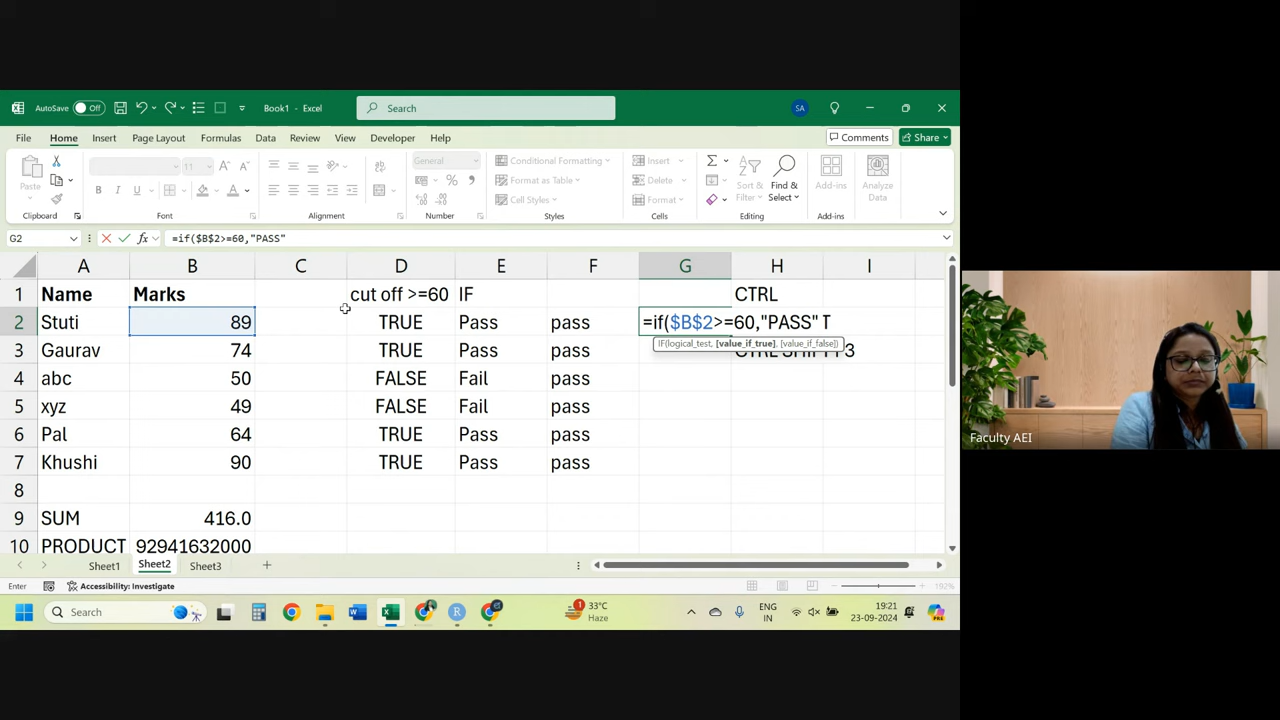 AutoSave Off Book1 - Excel Search SA
File Home Insert Page Layout Formulas Data Review View Developer Help Comments Share
11 A A General Conditional Formatting Insert
Paste Format as Table Delete Sort & Find & Add-ins Analyze
B I U A % Cell Styles Format Filter Select Data
Clipboard Font Alignment Number Styles Cells Editing Add-ins
G2 fx =if($B$2>=60,"PASS"
A B C D E F G H I
1 Name Marks cut off >=60 IF CTRL
2 Stuti 89 TRUE Pass pass =if($B$2>=60,"PASS"
IF(logical_test, [value_if_true], [value_if_false])
3 Gaurav 74 TRUE Pass pass
4 abc 50 FALSE Fail pass
5 xyz 49 FALSE Fail pass
6 Pal 64 TRUE Pass pass
7 Khushi 90 TRUE Pass pass
8
9 SUM 416.0
10 PRODUCT 92941632000
Sheet1 Sheet2 Sheet3
Enter Accessibility: Investigate 192%
Search 1 33°C Haze ENG IN 19:21 23-09-2024
Faculty AEI